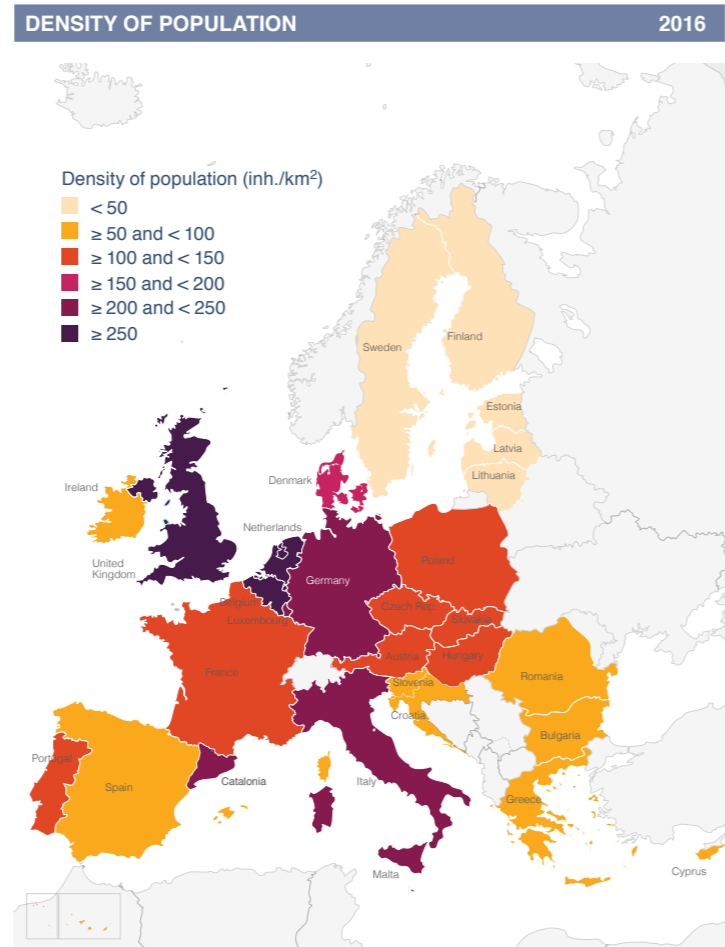 DENSITY OF POPULATION 2016
Density of population (inh./km²)
< 50
≥ 50 and < 100
≥ 100 and < 150
≥ 150 and < 200
≥ 200 and < 250
≥ 250
Sweden
Finland
Estonia
Latvia
Lithuania
Denmark
Ireland
Netherlands
United
Kingdom
Germany
Poland
Belgium
Luxembourg
Czech Rep.
Slovakia
France
Austria
Hungary
Slovenia
Romania
Croatia
Bulgaria
Portugal
Spain
Catalonia
Italy
Greece
Malta
Cyprus